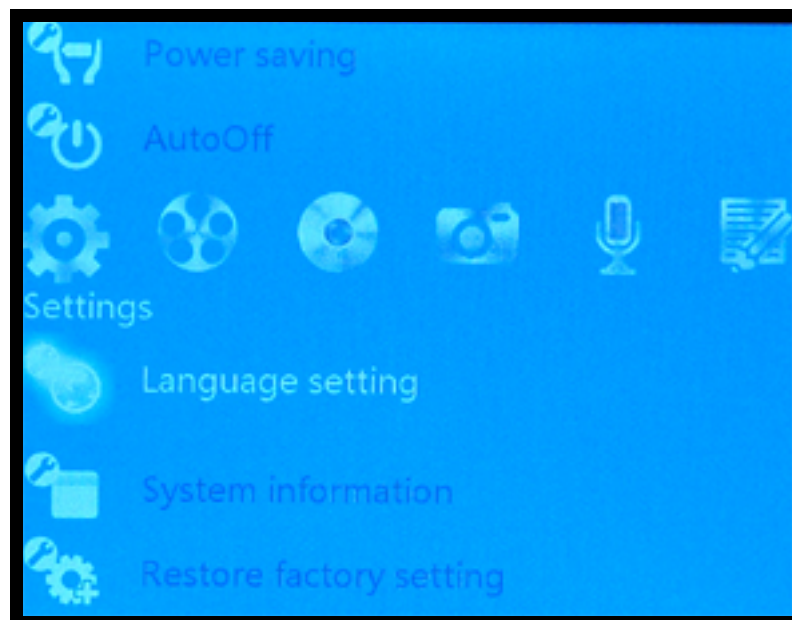 Power saving
AutoOff
Settings
Language setting
System information
Restore factory setting